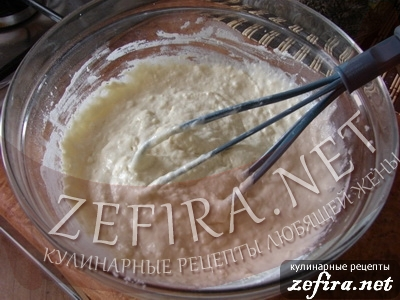 ZEFIRA.NET
КУЛИНАРНЫЕ РЕЦЕПТЫ ЛЮБЯЩЕЙ ЖЕНЫ
кулинарные рецепты
zefira.net